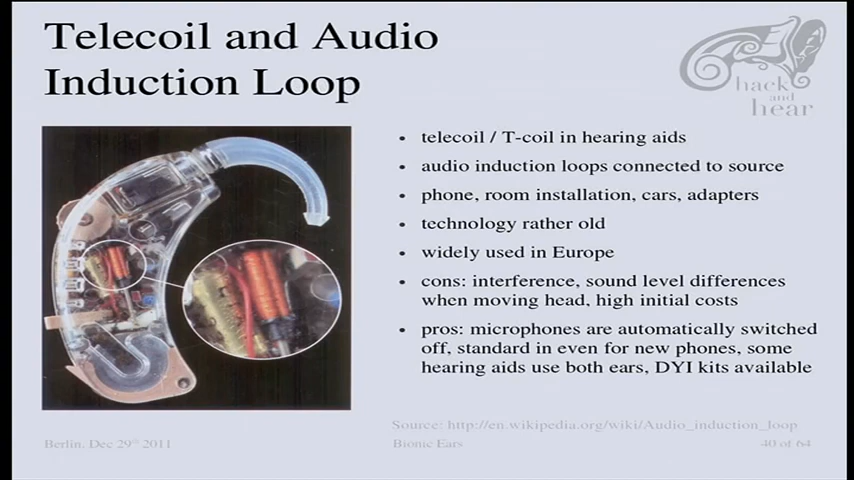 Telecoil and Audio
Induction Loop
hack
and
hear
• telecoil / T-coil in hearing aids
• audio induction loops connected to source
• phone, room installation, cars, adapters
• technology rather old
• widely used in Europe
• cons: interference, sound level differences
when moving head, high initial costs
• pros: microphones are automatically switched
off, standard in even for new phones, some
hearing aids use both ears, DYI kits available
Source: http://en.wikipedia.org/wiki/Audio_induction_loop
Berlin, Dec 29th 2011
Bionic Ears
40 of 64